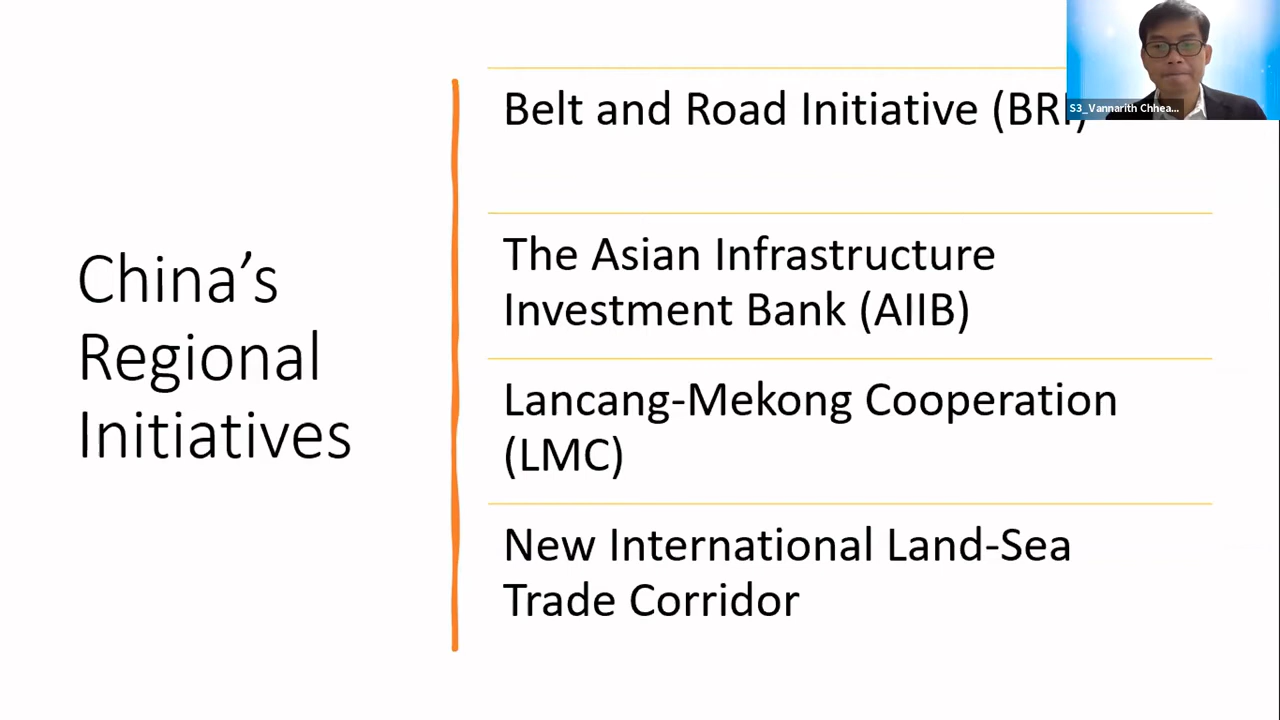 China’s
Regional
Initiatives
Belt and Road Initiative (BRI)
The Asian Infrastructure
Investment Bank (AIIB)
Lancang-Mekong Cooperation
(LMC)
New International Land-Sea
Trade Corridor
S3_Vannarith Chhea...